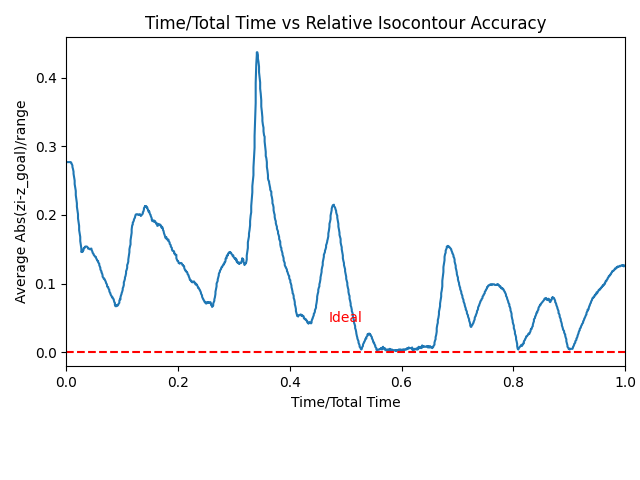 Time/Total Time vs Relative Isocontour Accuracy
Average Abs(zi-z_goal)/range
0.4
0.3
0.2
0.1
0.0
Ideal
0.0 0.2 0.4 0.6 0.8 1.0
Time/Total Time